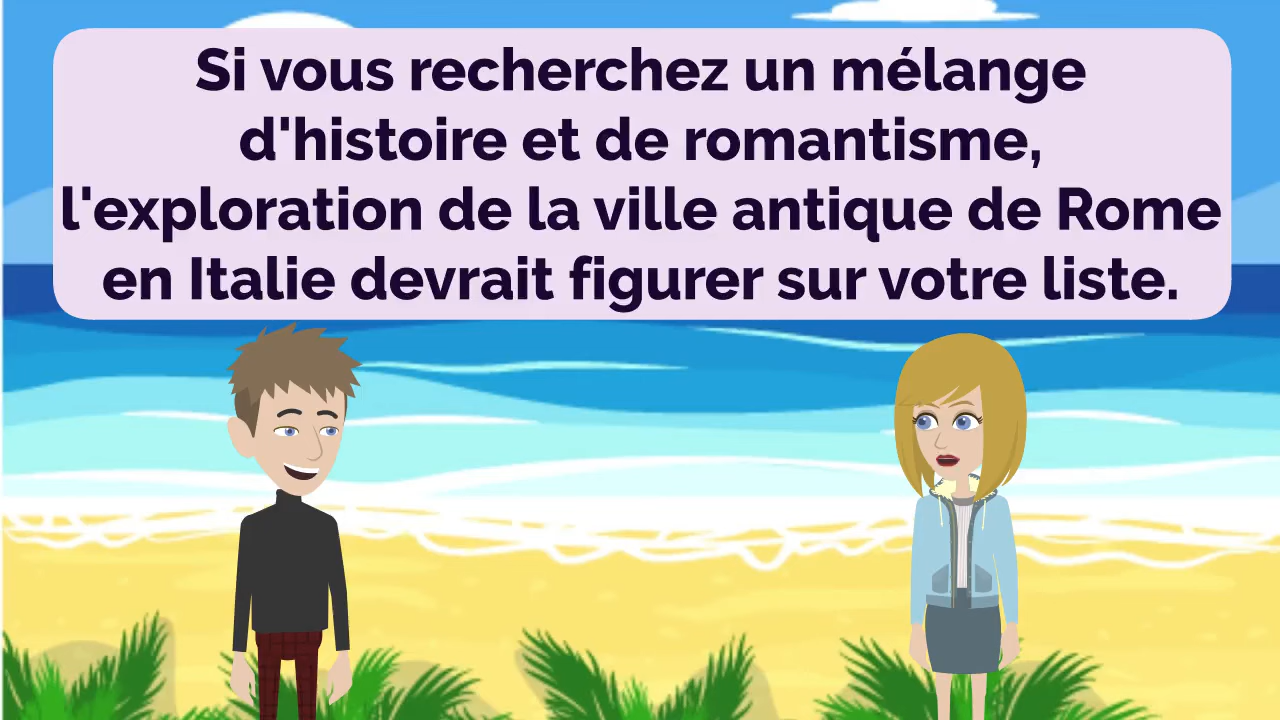 Si vous recherchez un mélange
d'histoire et de romantisme,
l'exploration de la ville antique de Rome
en Italie devrait figurer sur votre liste.